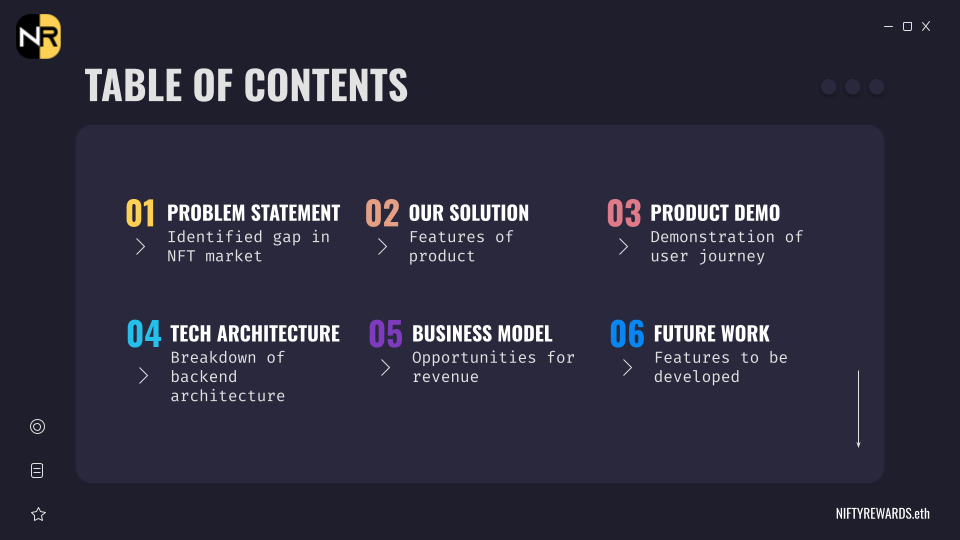 NR
TABLE OF CONTENTS
01 PROBLEM STATEMENT
Identified gap in
NFT market
02 OUR SOLUTION
Features of
product
03 PRODUCT DEMO
Demonstration of
user journey
04 TECH ARCHITECTURE
Breakdown of
backend
architecture
05 BUSINESS MODEL
Opportunities for
revenue
06 FUTURE WORK
Features to be
developed
NIFTYREWARDS.eth